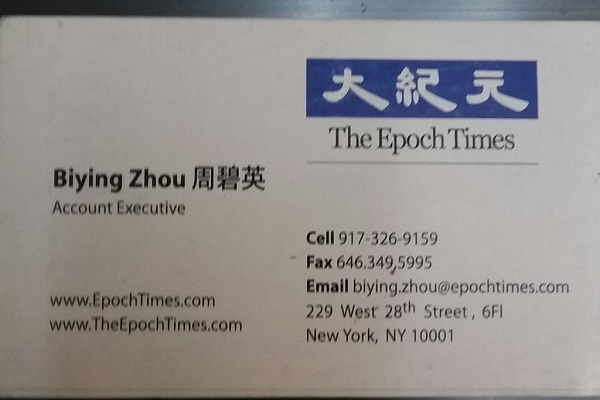 大紀元
The Epoch Times
Biying Zhou 周碧英
Account Executive
Cell 917-326-9159
Fax 646.349.5995
Email biying.zhou@epochtimes.com
229 West 28th Street , 6Fl
New York, NY 10001
www.EpochTimes.com
www.TheEpochTimes.com